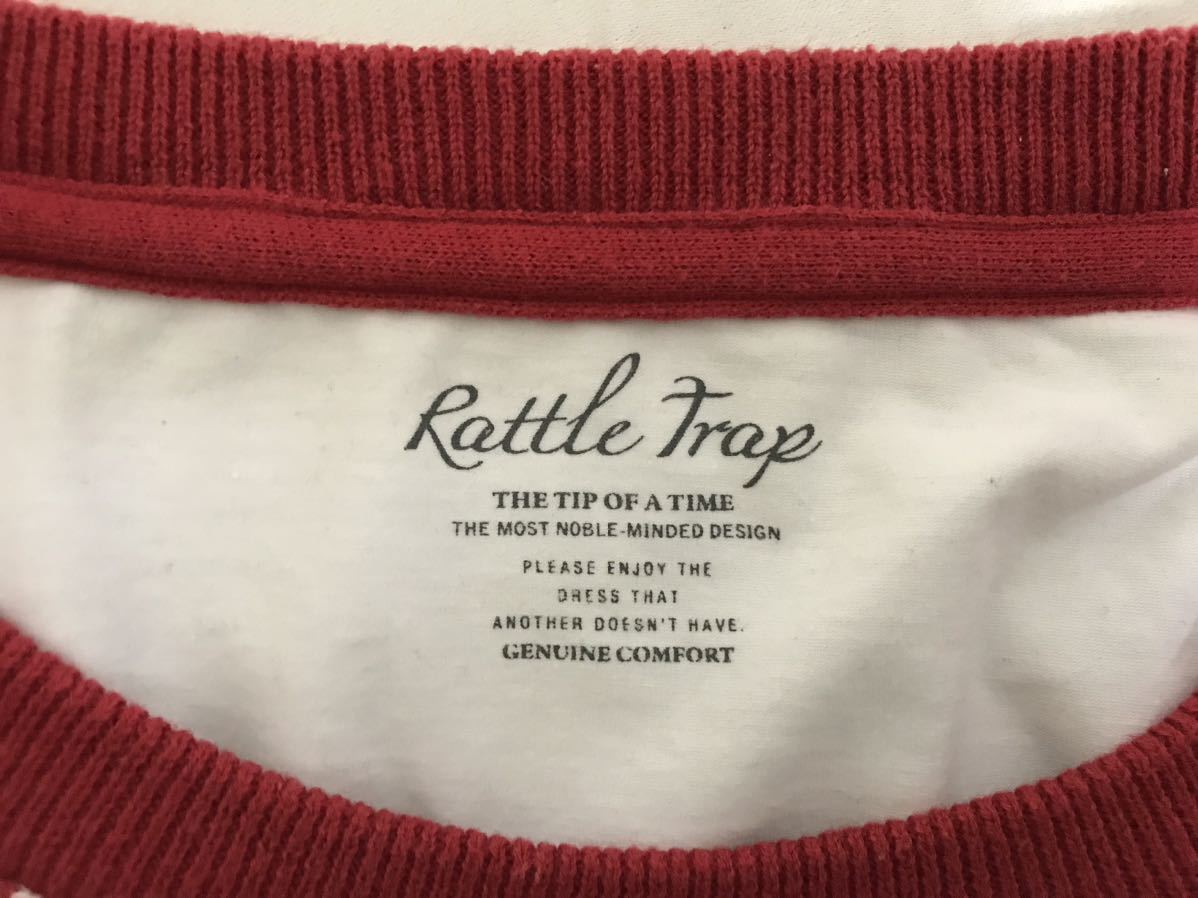 Rattle Trap
THE TIP OF A TIME
THE MOST NOBLE-MINDED DESIGN
PLEASE ENJOY THE
DRESS THAT
ANOTHER DOESN'T HAVE.
GENUINE COMFORT